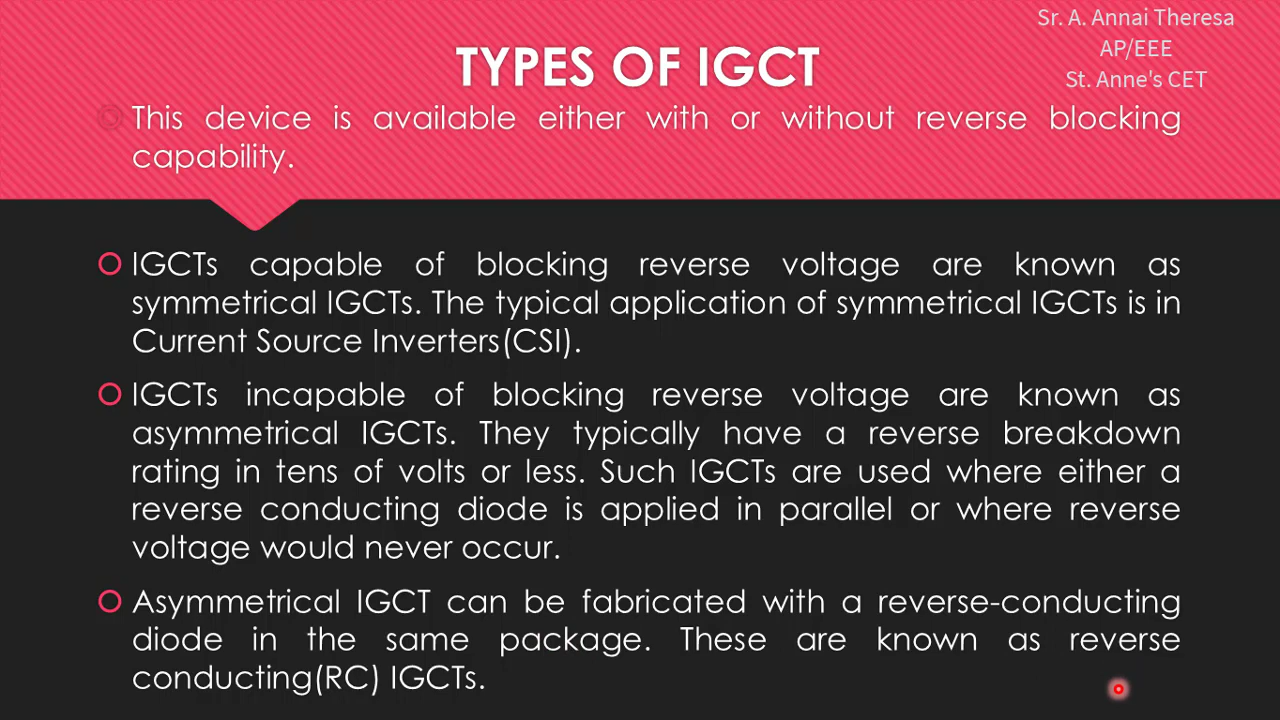 Sr. A. Annai Theresa
AP/EEE
St. Anne's CET
TYPES OF IGCT
This device is available either with or without reverse blocking
capability.
IGCTs capable of blocking reverse voltage are known as
symmetrical IGCTs. The typical application of symmetrical IGCTs is in
Current Source Inverters(CSI).
IGCTs incapable of blocking reverse voltage are known as
asymmetrical IGCTs. They typically have a reverse breakdown
rating in tens of volts or less. Such IGCTs are used where either a
reverse conducting diode is applied in parallel or where reverse
voltage would never occur.
Asymmetrical IGCT can be fabricated with a reverse-conducting
diode in the same package. These are known as reverse
conducting(RC) IGCTs.